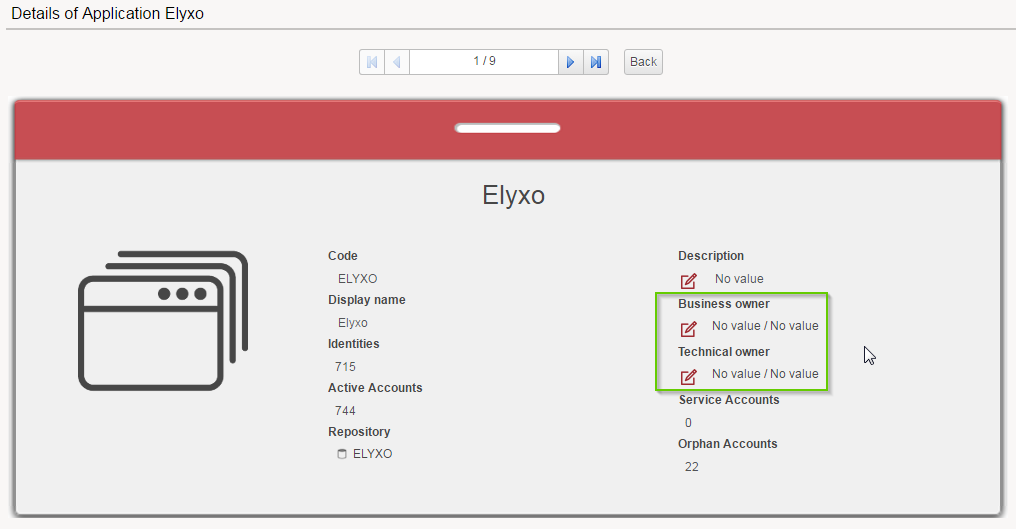 Details of Application Elyxo
1 / 9
Back
Elyxo
Code
ELYXO
Display name
Elyxo
Identities
715
Active Accounts
744
Repository
ELYXO
Description
No value
Business owner
No value / No value
Technical owner
No value / No value
Service Accounts
0
Orphan Accounts
22